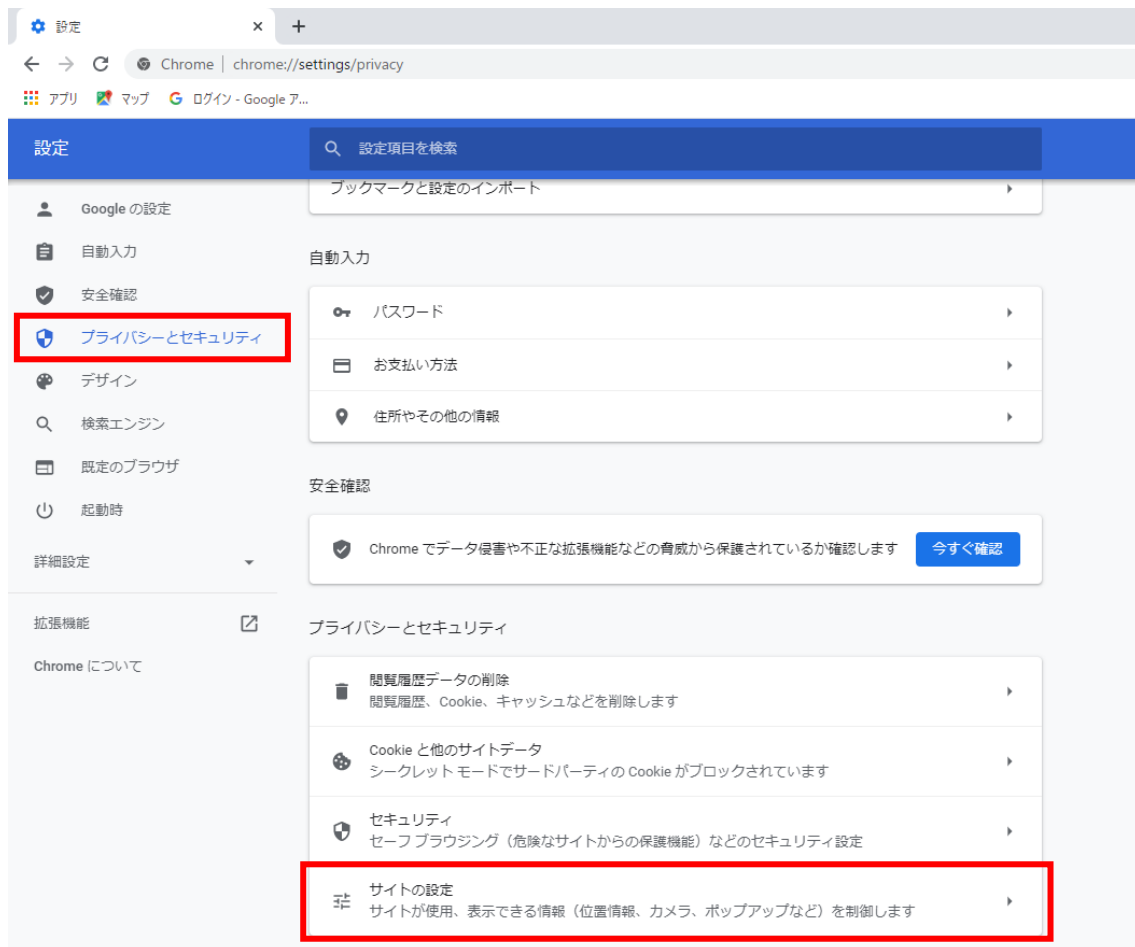 設定
Chrome | chrome://settings/privacy
アプリ マップ ログイン - Google ア...
設定
設定項目を検索
Google の設定
自動入力
安全確認
プライバシーとセキュリティ
デザイン
検索エンジン
既定のブラウザ
起動時
詳細設定
拡張機能
Chrome について
ブックマークと設定のインポート
自動入力
パスワード
お支払い方法
住所やその他の情報
安全確認
Chrome でデータ侵害や不正な拡張機能などの脅威から保護されているか確認します
今すぐ確認
プライバシーとセキュリティ
閲覧履歴データの削除
閲覧履歴、Cookie、キャッシュなどを削除します
Cookie と他のサイトデータ
シークレット モードでサードパーティの Cookie がブロックされています
セキュリティ
セーフ ブラウジング（危険なサイトからの保護機能）などのセキュリティ設定
サイトの設定
サイトが使用、表示できる情報（位置情報、カメラ、ポップアップなど）を制御します